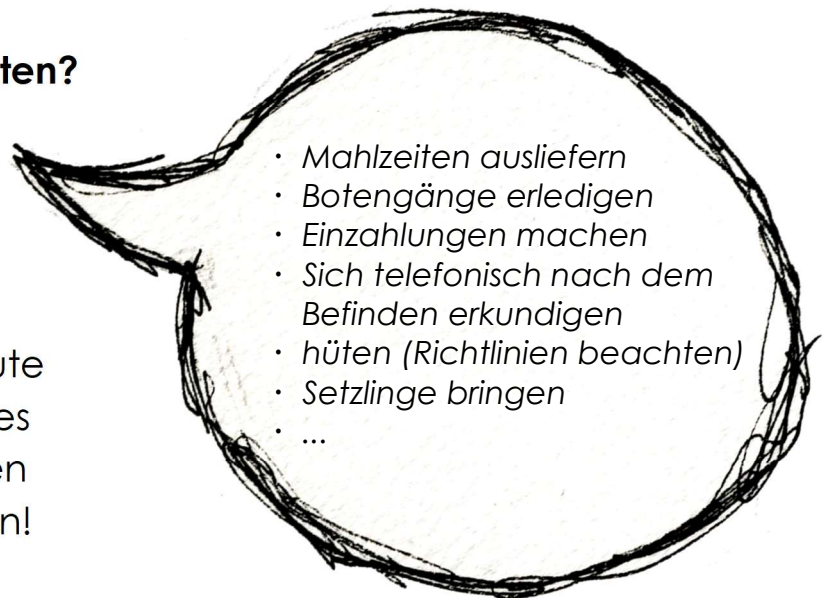 ten?
· Mahlzeiten ausliefern
· Botengänge erledigen
· Einzahlungen machen
· Sich telefonisch nach dem
Befinden erkundigen
· hüten (Richtlinien beachten)
· Setzlinge bringen
· ...
ute
es
en
n!